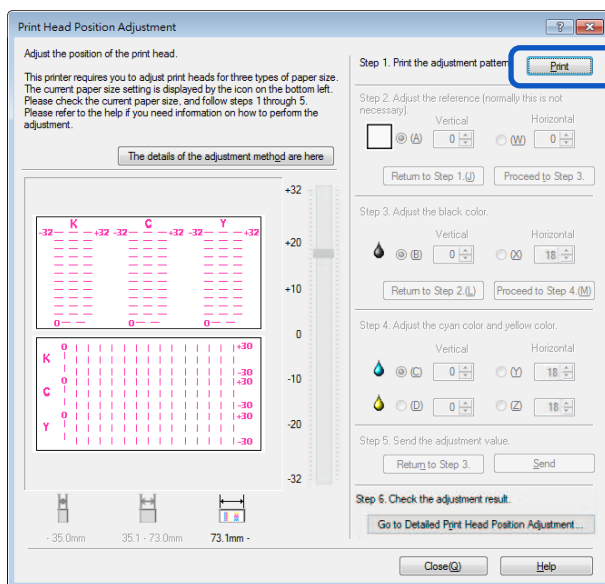 Print Head Position Adjustment
Adjust the position of the print head.
This printer requires you to adjust print heads for three types of paper size.
The current paper size setting is displayed by the icon on the bottom left.
Please check the current paper size, and follow steps 1 through 5.
Please refer to the help if you need information on how to perform the
adjustment.
The details of the adjustment method are here
+32
K C Y
-32 +32 -32 +32 -32 +32
+20
+10
0 0 0
0
K 0 +30
-30
C 0 +30
-30
Y 0 +30
-30
-10
-20
-32
- 35.0mm 35.1 - 73.0mm 73.1mm -
Step 1. Print the adjustment pattern
Print
Step 2. Adjust the reference (normally this is not
necessary).
Vertical Horizontal
(A) 0 (W) 0
Return to Step 1.(J) Proceed to Step 3.
Step 3. Adjust the black color.
Vertical Horizontal
(B) 0 (X) 18
Return to Step 2.(L) Proceed to Step 4.(M)
Step 4. Adjust the cyan color and yellow color.
Vertical Horizontal
(C) 0 (Y) 18
(D) 0 (Z) 18
Step 5. Send the adjustment value.
Return to Step 3. Send
Step 6. Check the adjustment result.
Go to Detailed Print Head Position Adjustment...
Close(Q) Help